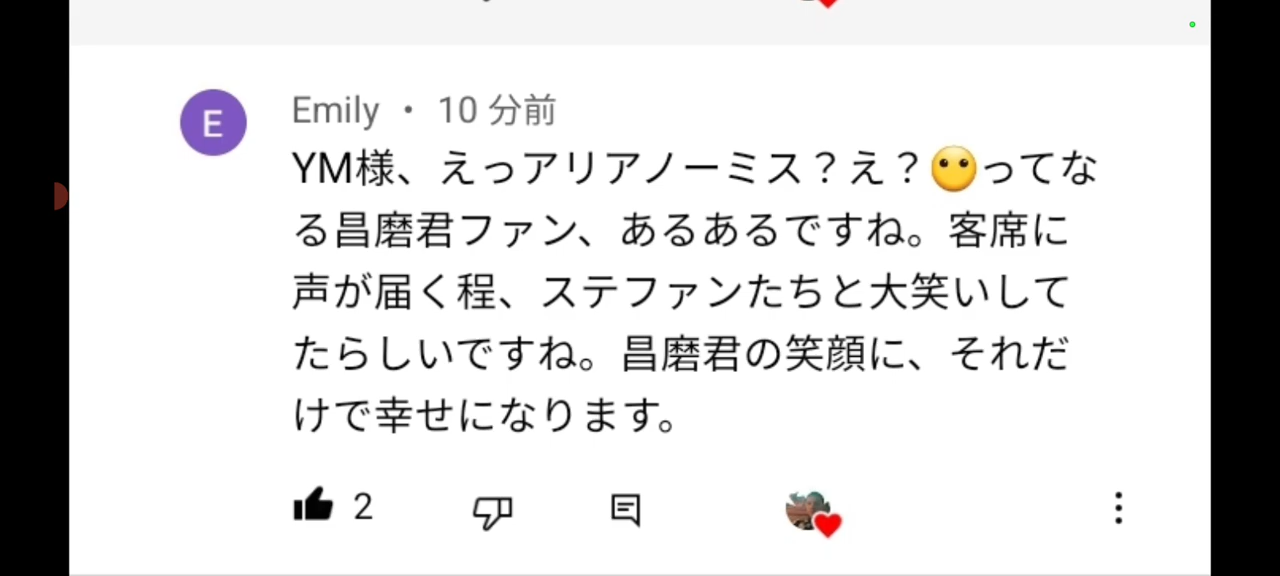 E
Emily ・ 10 分前
YM様、えっアリアノーミス？え？😶ってな
る昌磨君ファン、あるあるですね。客席に
声が届く程、ステファンたちと大笑いして
たらしいですね。昌磨君の笑顔に、それだ
けで幸せになります。
2